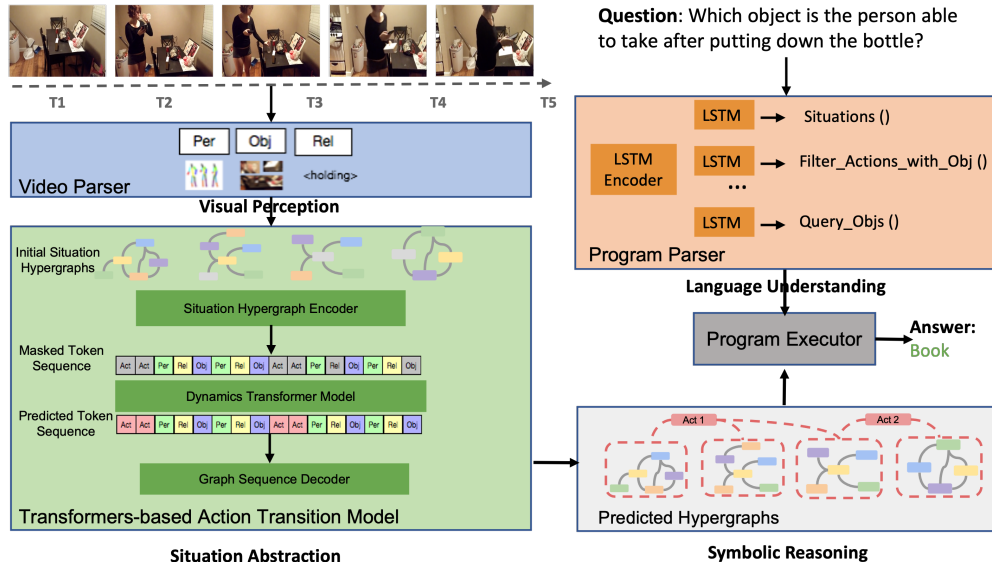 Question: Which object is the person able
to take after putting down the bottle?
T1 T2 T3 T4 T5
Per Obj Rel
<holding>
Video Parser
Visual Perception
Initial Situation
Hypergraphs
Situation Hypergraph Encoder
Masked Token
Sequence
Act Act Per Rel Obj Per Rel Obj Act Act Per Rel Obj Per Rel Obj
Dynamics Transformer Model
Predicted Token
Sequence
Act Act Per Rel Obj Per Rel Obj Act Act Per Rel Obj Per Rel Obj
Graph Sequence Decoder
Transformers-based Action Transition Model
Situation Abstraction
LSTM
Encoder
LSTM Situations ()
LSTM Filter_Actions_with_Obj ()
...
LSTM Query_Objs ()
Program Parser
Language Understanding
Program Executor
Answer:
Book
Act 1 Act 2
Predicted Hypergraphs
Symbolic Reasoning